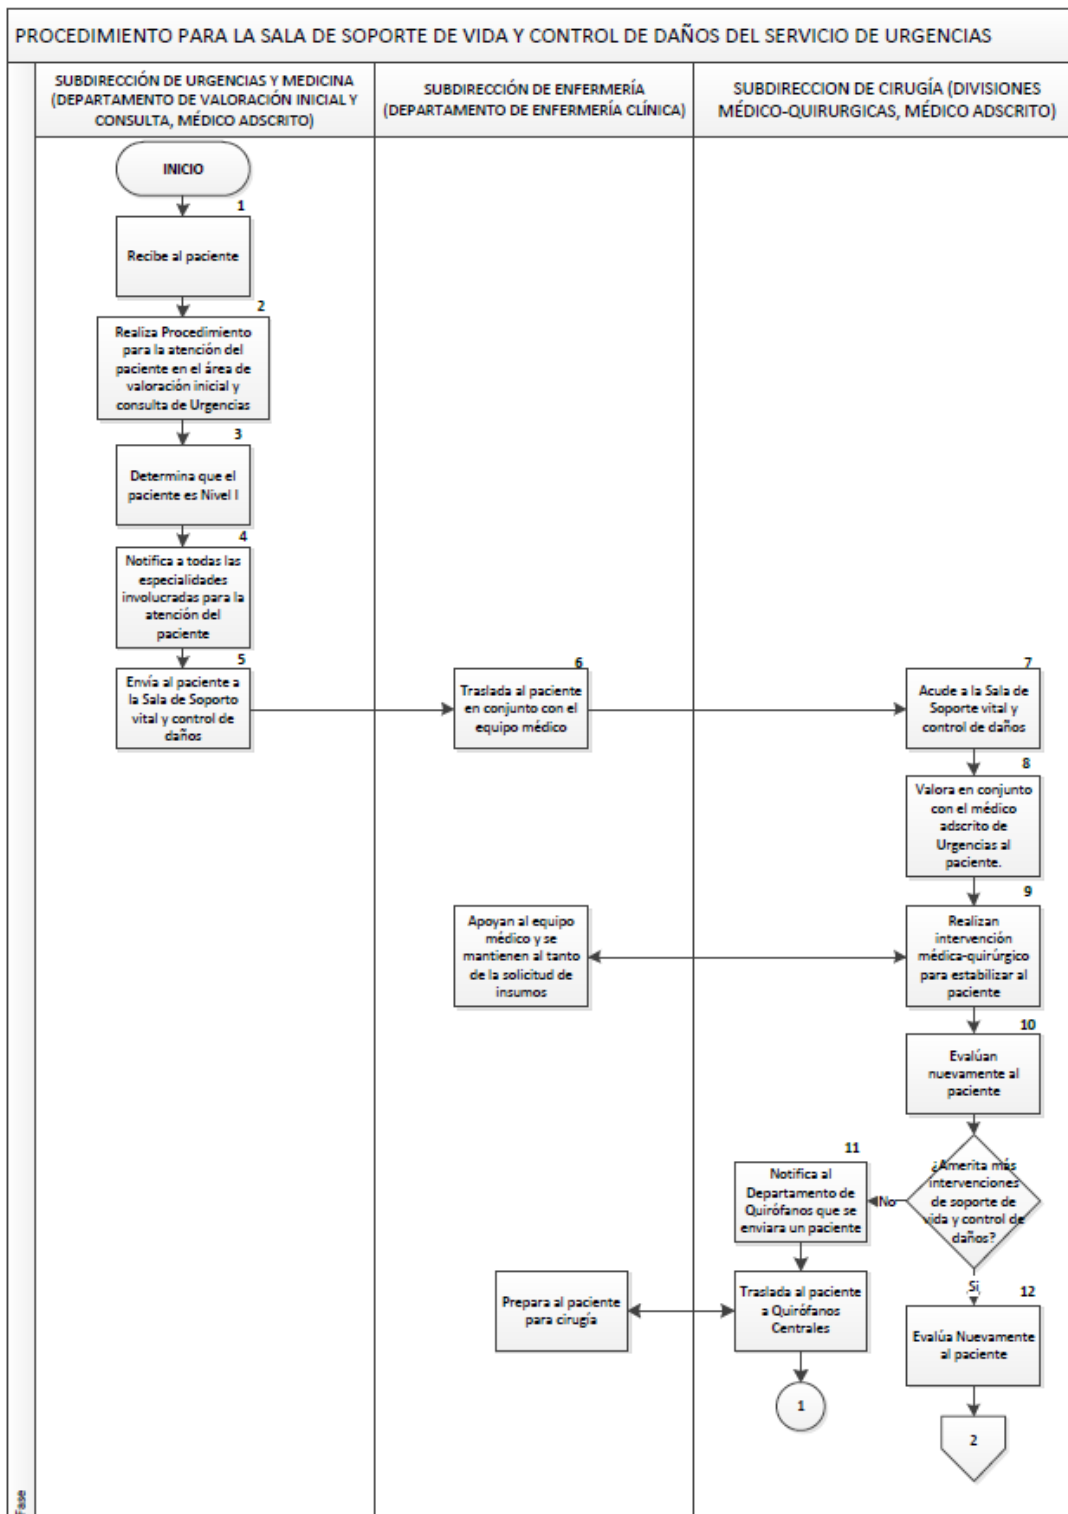 PROCEDIMIENTO PARA LA SALA DE SOPORTE DE VIDA Y CONTROL DE DAÑOS DEL SERVICIO DE URGENCIAS
SUBDIRECCIÓN DE URGENCIAS Y MEDICINA
(DEPARTAMENTO DE VALORACIÓN INICIAL Y
CONSULTA, MÉDICO ADSCRITO)
SUBDIRECCIÓN DE ENFERMERÍA
(DEPARTAMENTO DE ENFERMERÍA CLÍNICA)
SUBDIRECCION DE CIRUGÍA (DIVISIONES
MÉDICO-QUIRURGICAS, MÉDICO ADSCRITO)
INICIO
1
Recibe al paciente
2
Realiza Procedimiento
para la atención del
paciente en el área de
valoración inicial y
consulta de Urgencias
3
Determina que el
paciente es Nivel I
4
Notifica a todas las
especialidades
involucradas para la
atención del
paciente
5
Envía al paciente a
la Sala de Soporto
vital y control de
daños
6
Traslada al paciente
en conjunto con el
equipo médico
7
Acude a la Sala de
Soporte vital y
control de daños
8
Valora en conjunto
con el médico
adscrito de
Urgencias al
paciente.
9
Realizan
intervención
médica-quirúrgico
para estabilizar al
paciente
Apoyan al equipo
médico y se
mantienen al tanto
de la solicitud de
insumos
10
Evalúan
nuevamente al
paciente
¿Amerita más
intervenciones
de soporte de
vida y control de
daños?
No
11
Notifica al
Departamento de
Quirófanos que se
enviara un paciente
Traslada al paciente
a Quirófanos
Centrales
Prepara al paciente
para cirugía
1
Si
12
Evalúa Nuevamente
al paciente
2
Fase